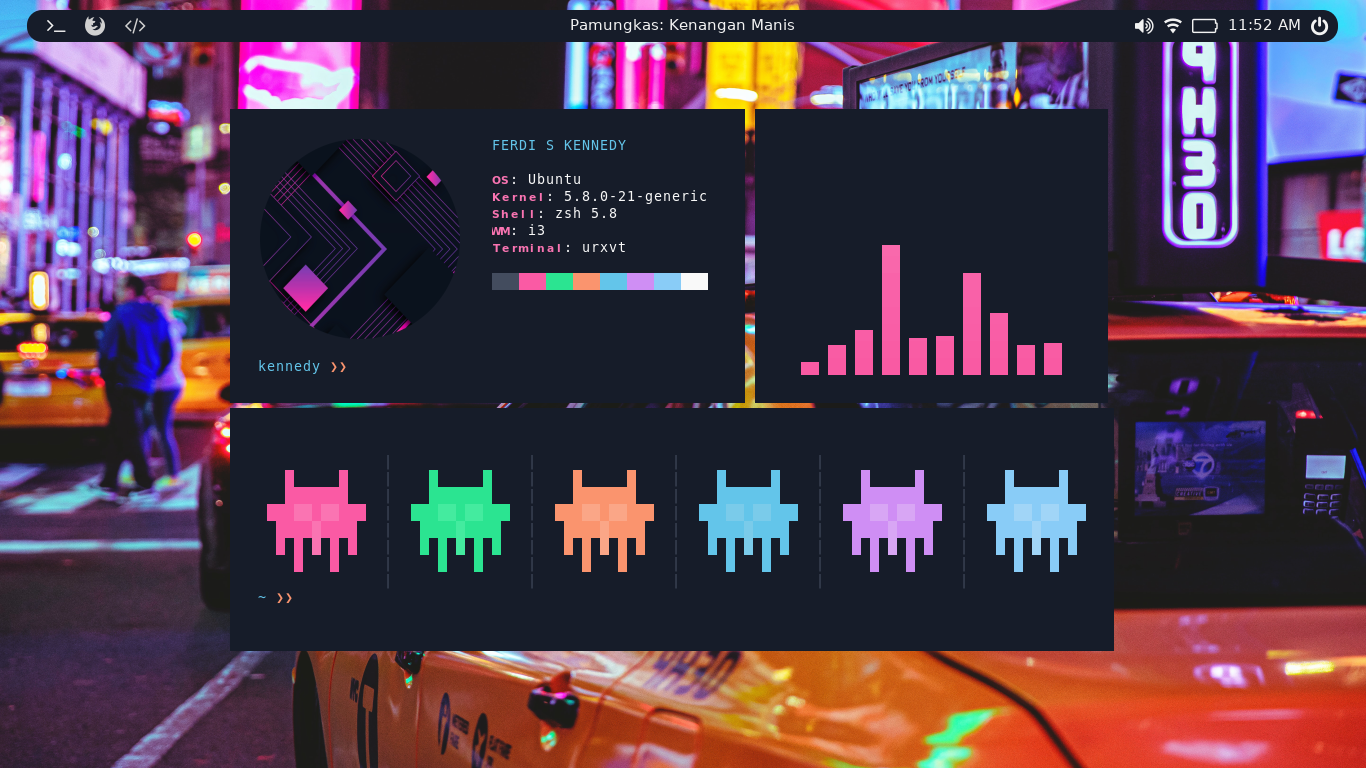 Pamungkas: Kenangan Manis
11:52 AM
FERDI S KENNEDY
OS: Ubuntu
Kernel: 5.8.0-21-generic
Shell: zsh 5.8
WM: i3
Terminal: urxvt
kennedy ❯❯
~ ❯❯